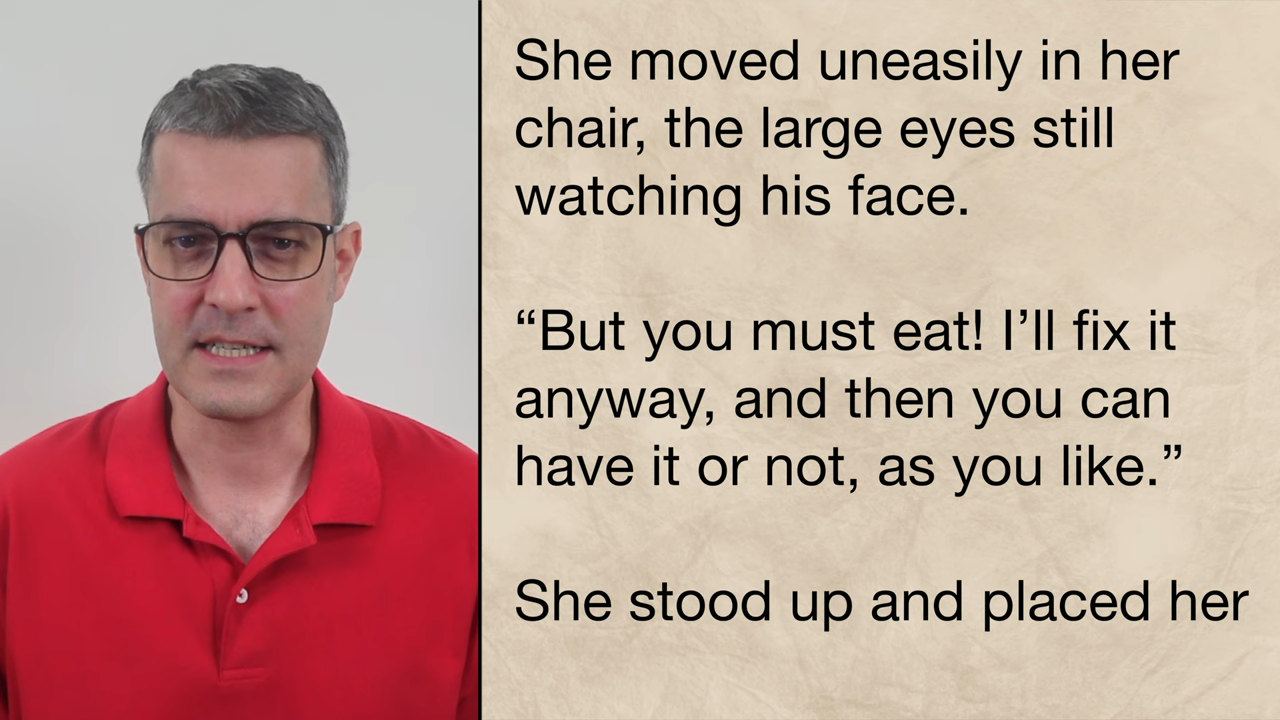 She moved uneasily in her
chair, the large eyes still
watching his face.
“But you must eat! I’ll fix it
anyway, and then you can
have it or not, as you like.”
She stood up and placed her